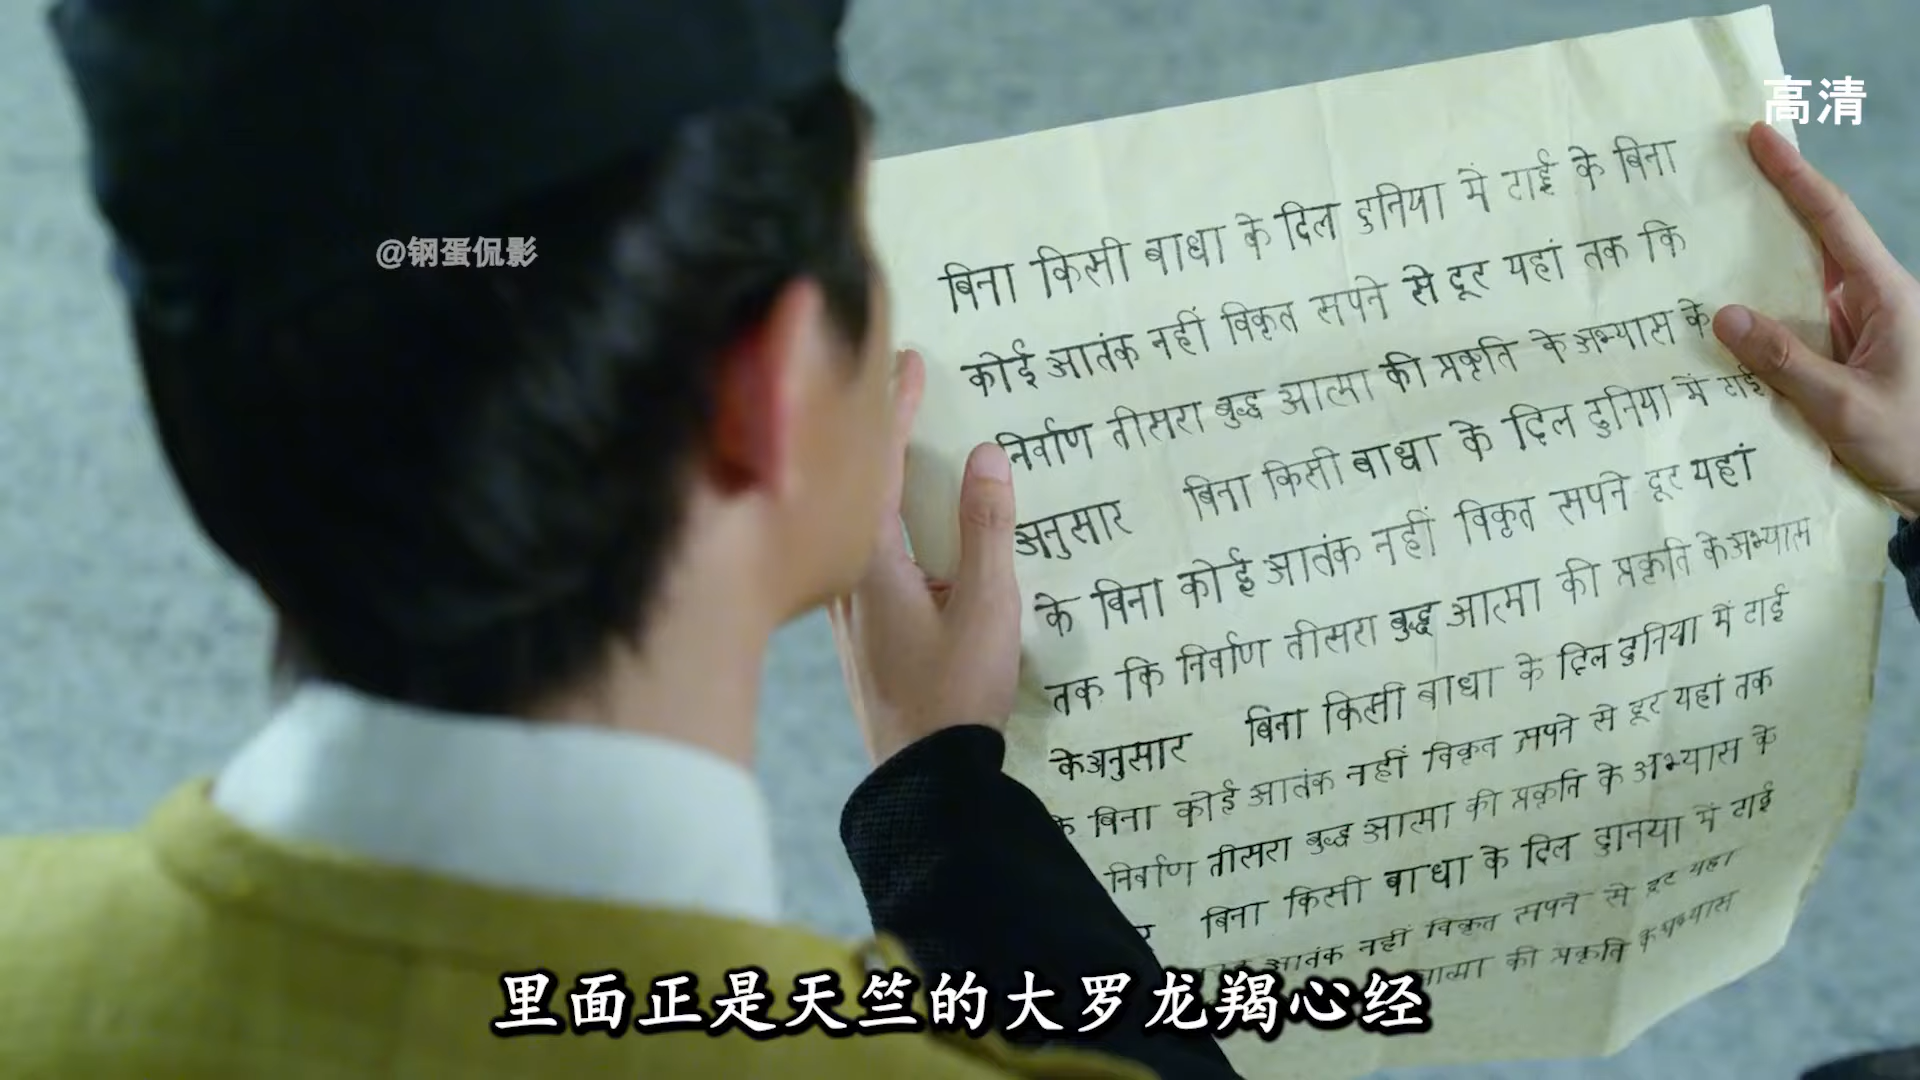 高清
@钢蛋侃影
बिना किसी बाधा के दिल दुनिया में टाई के बिना
कोई आतंक नहीं विकृत सपने से दूर यहां तक कि
निर्वाण तीसरा बुद्ध आत्मा की प्रकृति के अभ्यास के
अनुसार बिना किसी बाधा के दिल दुनिया में टाई
के बिना कोई आतंक नहीं विकृत सपने दूर यहां
तक कि निर्वाण तीसरा बुद्ध आत्मा की प्रकृति के अभ्यास
के अनुसार बिना किसी बाधा के दिल दुनिया में टाई
के बिना कोई आतंक नहीं विकृत सपने से दूर यहां तक
निर्वाण तीसरा बुद्ध आत्मा की प्रकृति के अभ्यास के
बिना किसी बाधा के दिल दुनिया में टाई
आतंक नहीं विकृत सपने से दूर यहां
आत्मा की प्रकृति के अभ्यास
里面正是天竺的大罗龙羯心经